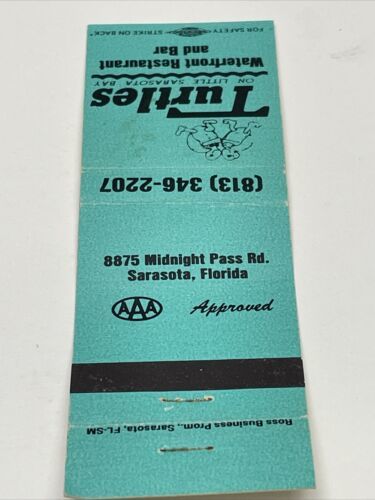 FOR SAFETY STRIKE ON BACK
Waterfront Restaurant
and Bar
ON LITTLE SARASOTA BAY
Turtles
(813) 346-2207
8875 Midnight Pass Rd.
Sarasota, Florida
AAA Approved
Ross Business Prom., Sarasota, FL-SM